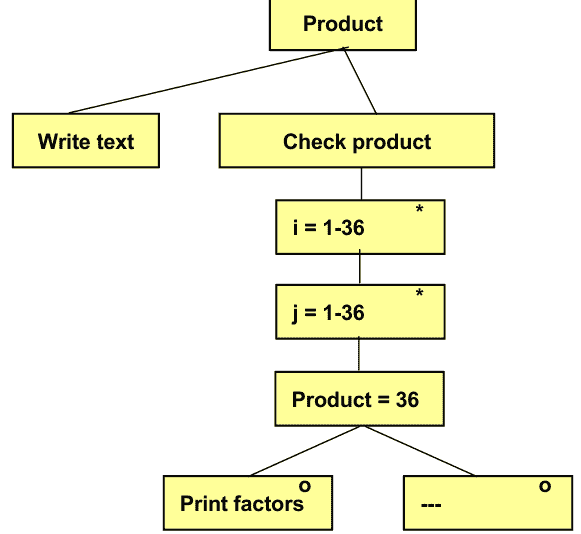 Product
Write text
Check product
*
i = 1-36
*
j = 1-36
Product = 36
o
Print factors
o
---